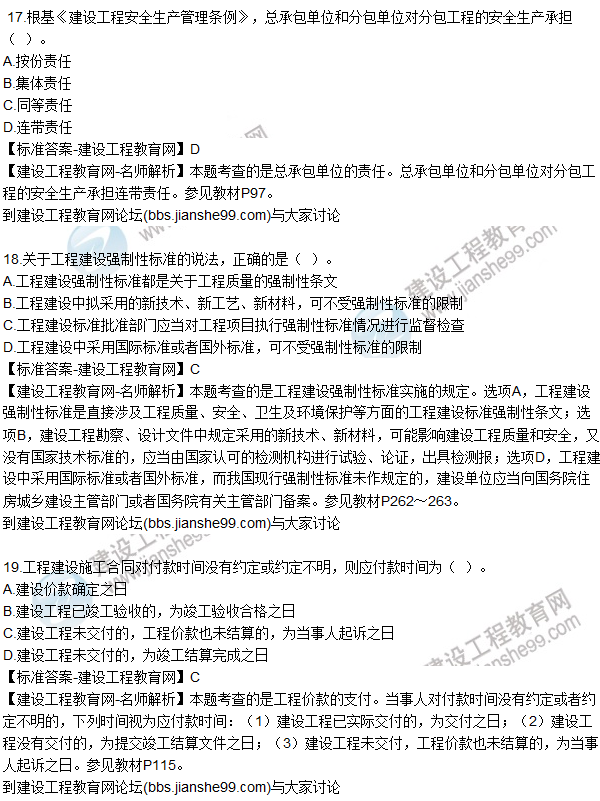 17.根基《建设工程安全生产管理条例》，总承包单位和分包单位对分包工程的安全生产承担
（ ）。
A.按份责任
B.集体责任
C.同等责任
D.连带责任
【标准答案-建设工程教育网】D
【建设工程教育网-名师解析】本题考查的是总承包单位的责任。总承包单位和分包单位对分包工
程的安全生产承担连带责任。参见教材P97。
到建设工程教育网论坛(bbs.jianshe99.com)与大家讨论
18.关于工程建设强制性标准的说法，正确的是（ ）。
A.工程建设强制性标准都是关于工程质量的强制性条文
B.工程建设中拟采用的新技术、新工艺、新材料，可不受强制性标准的限制
C.工程建设标准批准部门应当对工程项目执行强制性标准情况进行监督检查
D.工程建设中采用国际标准或者国外标准，可不受强制性标准的限制
【标准答案-建设工程教育网】C
【建设工程教育网-名师解析】本题考查的是工程建设强制性标准实施的规定。选项A，工程建设
强制性标准是直接涉及工程质量、安全、卫生及环境保护等方面的工程建设标准强制性条文；选
项B，建设工程勘察、设计文件中规定采用的新技术、新材料，可能影响建设工程质量和安全，又
没有国家技术标准的，应当由国家认可的检测机构进行试验、论证，出具检测报；选项D，工程建
设中采用国际标准或者国外标准，而我国现行强制性标准未作规定的，建设单位应当向国务院住
房城乡建设主管部门或者国务院有关主管部门备案。参见教材P262～263。
到建设工程教育网论坛(bbs.jianshe99.com)与大家讨论
19.工程建设施工合同对付款时间没有约定或约定不明，则应付款时间为（ ）。
A.建设价款确定之日
B.建设工程已竣工验收的，为竣工验收合格之日
C.建设工程未交付的，工程价款也未结算的，为当事人起诉之日
D.建设工程未交付的，为竣工结算完成之日
【标准答案-建设工程教育网】C
【建设工程教育网-名师解析】本题考查的是工程价款的支付。当事人对付款时间没有约定或者约
定不明的，下列时间视为应付款时间：（1）建设工程已实际交付的，为交付之日；（2）建设工
程没有交付的，为提交竣工结算文件之日；（3）建设工程未交付，工程价款也未结算的，为当事
人起诉之日。参见教材P115。
到建设工程教育网论坛(bbs.jianshe99.com)与大家讨论